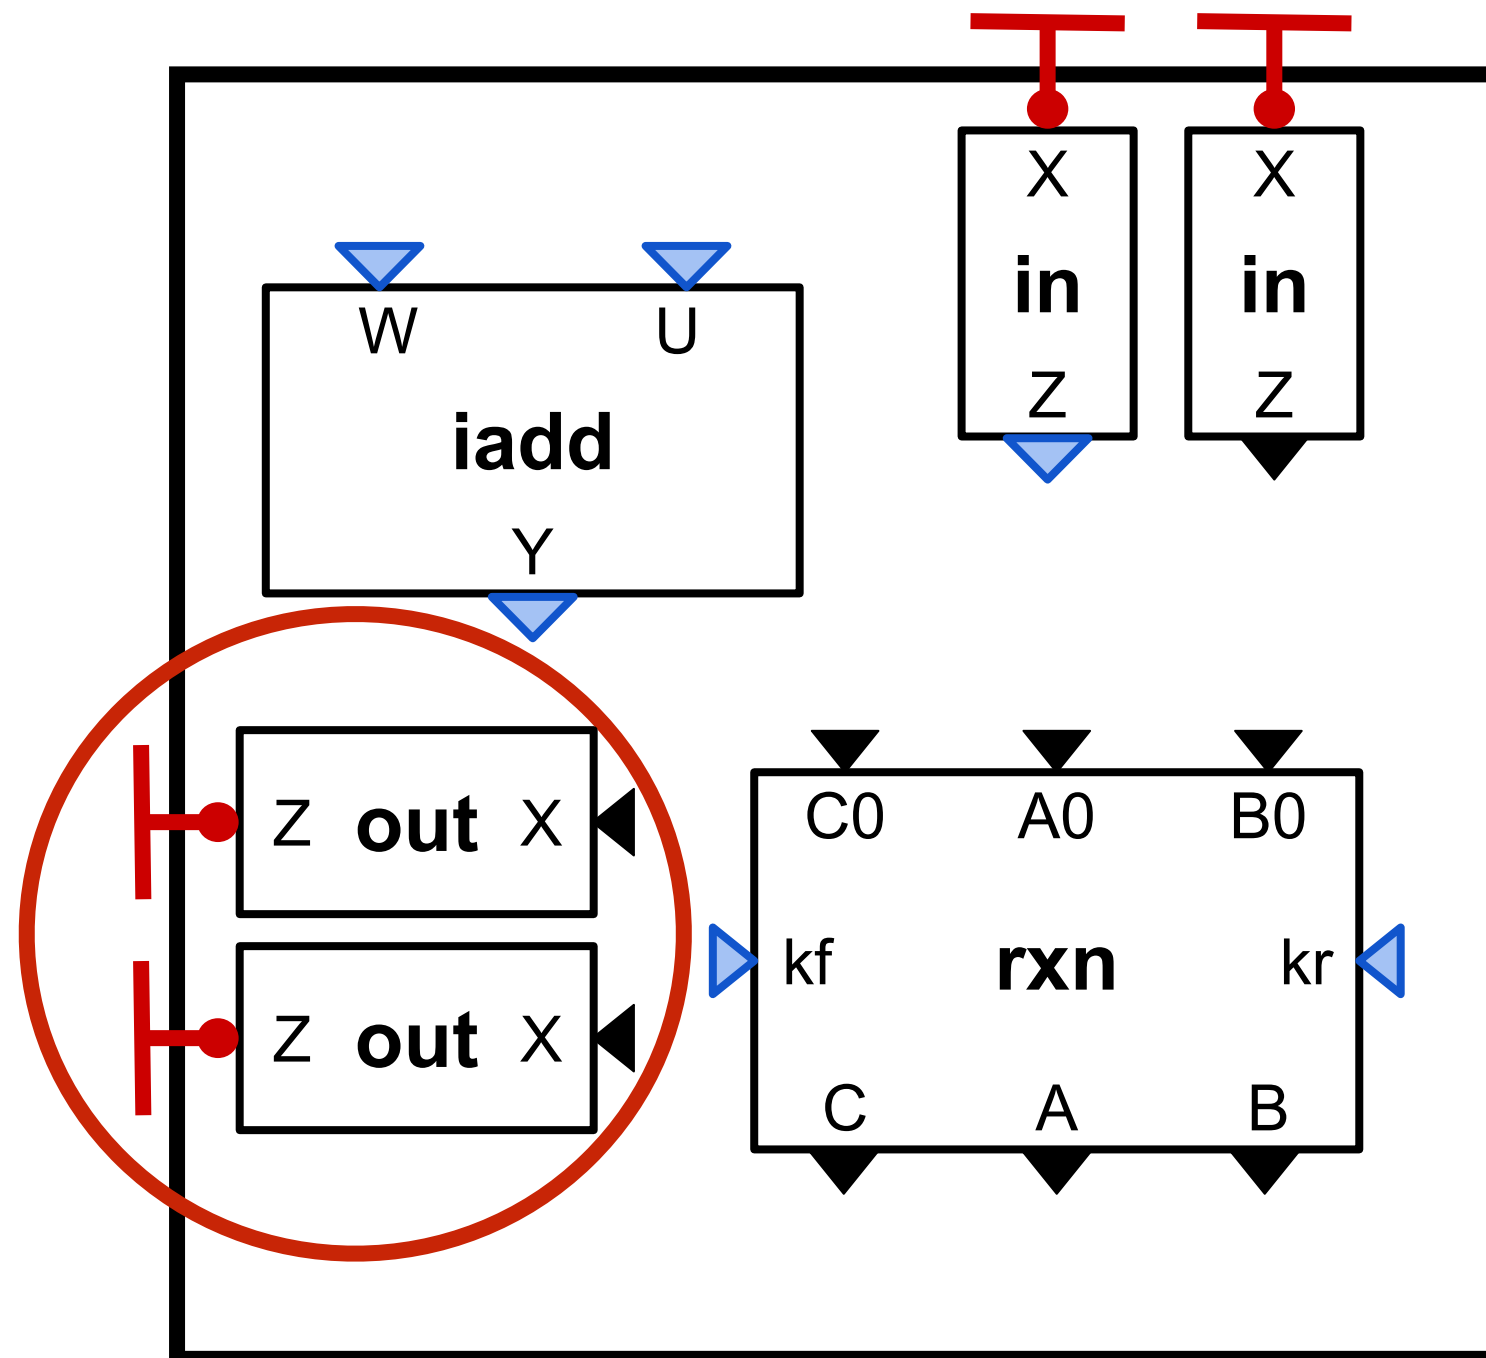 X X
in in
Z Z
W U
iadd
Y
Z out X
Z out X
C0 A0 B0
kf rxn kr
C A B